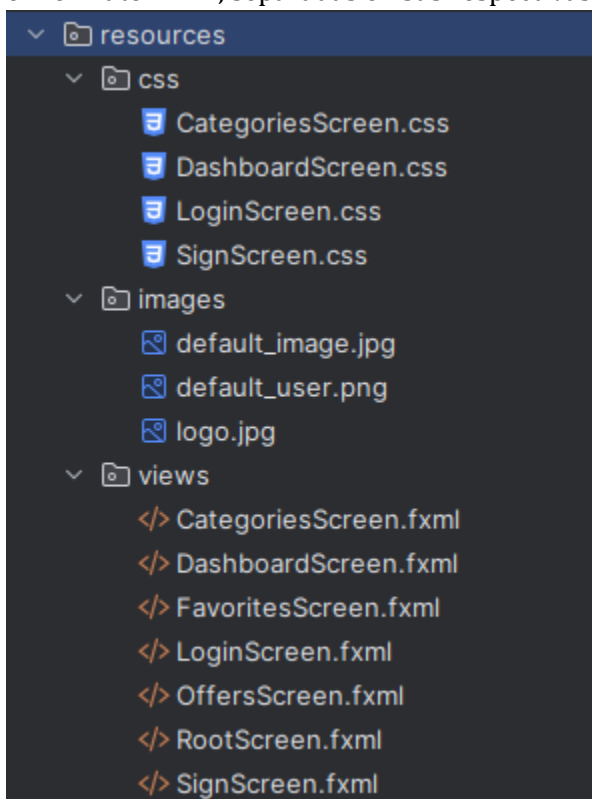 resources
css
CategoriesScreen.css
DashboardScreen.css
LoginScreen.css
SignScreen.css
images
default_image.jpg
default_user.png
logo.jpg
views
</> CategoriesScreen.fxml
</> DashboardScreen.fxml
</> FavoritesScreen.fxml
</> LoginScreen.fxml
</> OffersScreen.fxml
</> RootScreen.fxml
</> SignScreen.fxml